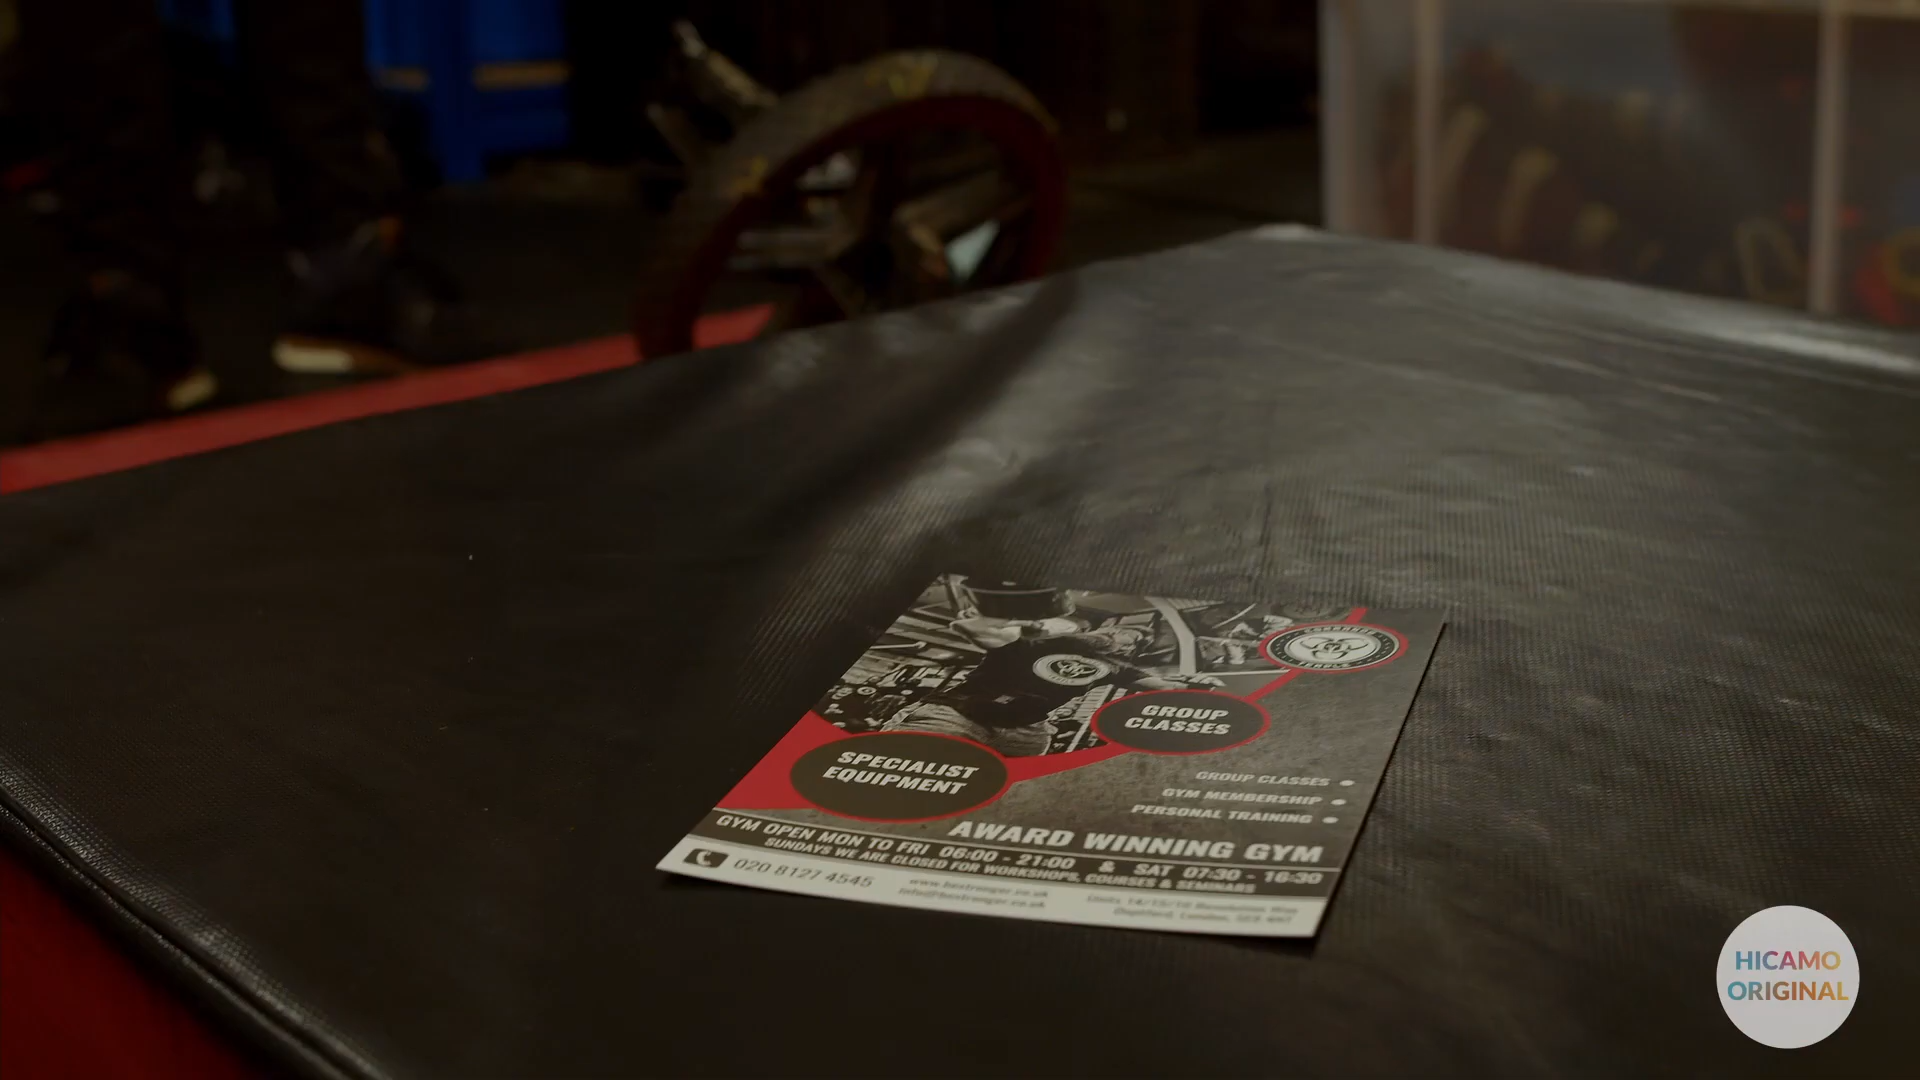 GROUP
CLASSES
SPECIALIST
EQUIPMENT
GROUP CLASSES
GYM MEMBERSHIP
PERSONAL TRAINING
AWARD WINNING GYM
GYM OPEN MON TO FRI 06:00 - 21:00 & SAT 07:30 - 16:30
SUNDAYS WE ARE CLOSED FOR WORKSHOPS, COURSES & SEMINARS
020 8127 4545
HICAMO
ORIGINAL